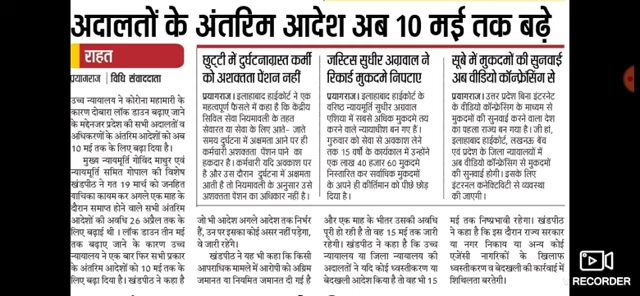 अदालतों के अंतरिम आदेश अब 10 मई तक बढ़े
राहत
प्रयागराज | विधि संवाददाता
उच्च न्यायालय ने कोरोना महामारी के
कारण दोबारा लॉक डाउन बढ़ाए जाने
के मद्देनजर प्रदेश की सभी अदालतों व
अधिकरणों के अंतरिम आदेशों को अब
10 मई तक के लिए बढ़ा दिया है।
मुख्य न्यायमूर्ति गोविंद माथुर एवं
न्यायमूर्ति समित गोपाल की विशेष
खंडपीठ ने गत 19 मार्च को जनहित
याचिका कायम कर अगले एक माह के
दौरान समाप्त होने वाले सभी अंतरिम
आदेशों की अवधि 26 अप्रैल तक के
लिए बढ़ाई थी। लॉक डाउन तीन मई
तक बढ़ाए जाने के कारण उच्च
न्यायालय ने एक बार फिर सभी प्रकार
के अंतरिम आदेशों को 10 मई तक के
लिए बढ़ा दिया है। खंडपीठ ने कहा है
छुट्टी में दुर्घटनाग्रस्त कर्मी
को अशक्तता पेंशन नहीं
प्रयागराज। इलाहाबाद हाईकोर्ट ने एक
महत्वपूर्ण फैसले में कहा है कि केंद्रीय
सिविल सेवा नियमावली के तहत
सेवारत या सेवा के लिए आते- जाते
समय दुर्घटना में अक्षमता आने पर ही
कर्मचारी अशक्तता पेंशन पाने का
हकदार है। कर्मचारी यदि अवकाश पर
है और उस दौरान दुर्घटना में अक्षमता
आती है तो नियमावली के अनुसार उसे
अशक्तता पेंशन का अधिकार नहीं है।
जस्टिस सुधीर अग्रवाल ने
रिकार्ड मुकदमे निपटाए
प्रयागराज। इलाहाबाद हाईकोर्ट के
वरिष्ठ न्यायमूर्ति सुधीर अग्रवाल
एशिया में सबसे अधिक मुकदमे तय
करने वाले न्यायाधीश बन गए हैं।
गुरुवार को सेवा से अवकाश लेने
तक 15 वर्षों के कार्यकाल में उन्होंने
एक लाख 40 हजार 60 मुकदमे
निस्तारित कर सर्वाधिक मुकदमों
के अपने ही कीर्तिमान को पीछे छोड़
दिया है।
सूबे में मुकदमों की सुनवाई
अब वीडियो कॉन्फ्रेंसिंग से
प्रयागराज। उत्तर प्रदेश बिना इंटरनेट
के वीडियो कॉन्फ्रेंसिंग के माध्यम से
मुकदमों की सुनवाई करने वाला देश
का पहला राज्य बन गया है। जी हां,
इलाहाबाद हाईकोर्ट, लखनऊ बेंच
एवं प्रदेश के जिला न्यायालयों में
अब वीडियो कॉन्फ्रेंसिंग से मुकदमों
की सुनवाई होगी। इसके लिए
इंटरनल कनेक्टिविटी से व्यवस्था
की जाएगी।
जो भी आदेश अगले आदेश तक निर्भर
हैं, उन पर इसका कोई असर नहीं पड़ेगा,
वे जारी रहेंगे।
खंडपीठ ने यह भी कहा कि किसी
आपराधिक मामले में आरोपी को अग्रिम
जमानत या नियमित जमानत दी गई है
और एक माह के भीतर उसकी अवधि
पूरी हो रही है तो वह 15 मई तक जारी
रहेगी। खंडपीठ ने कहा है कि उच्च
न्यायालय या जिला न्यायालय की
अदालतों ने यदि कोई ध्वस्तीकरण या
बेदखली आदेश किया है तो वह भी 15
मई तक निष्प्रभावी रहेगा। खंडपीठ
ने कहा है कि इस दौरान राज्य सरकार
या नगर निकाय या अन्य कोई
एजेंसी नागरिकों के खिलाफ
ध्वस्तीकरण व बेदखली की कार्रवाई में
शिथिलता बरतेगी।
RECORDER